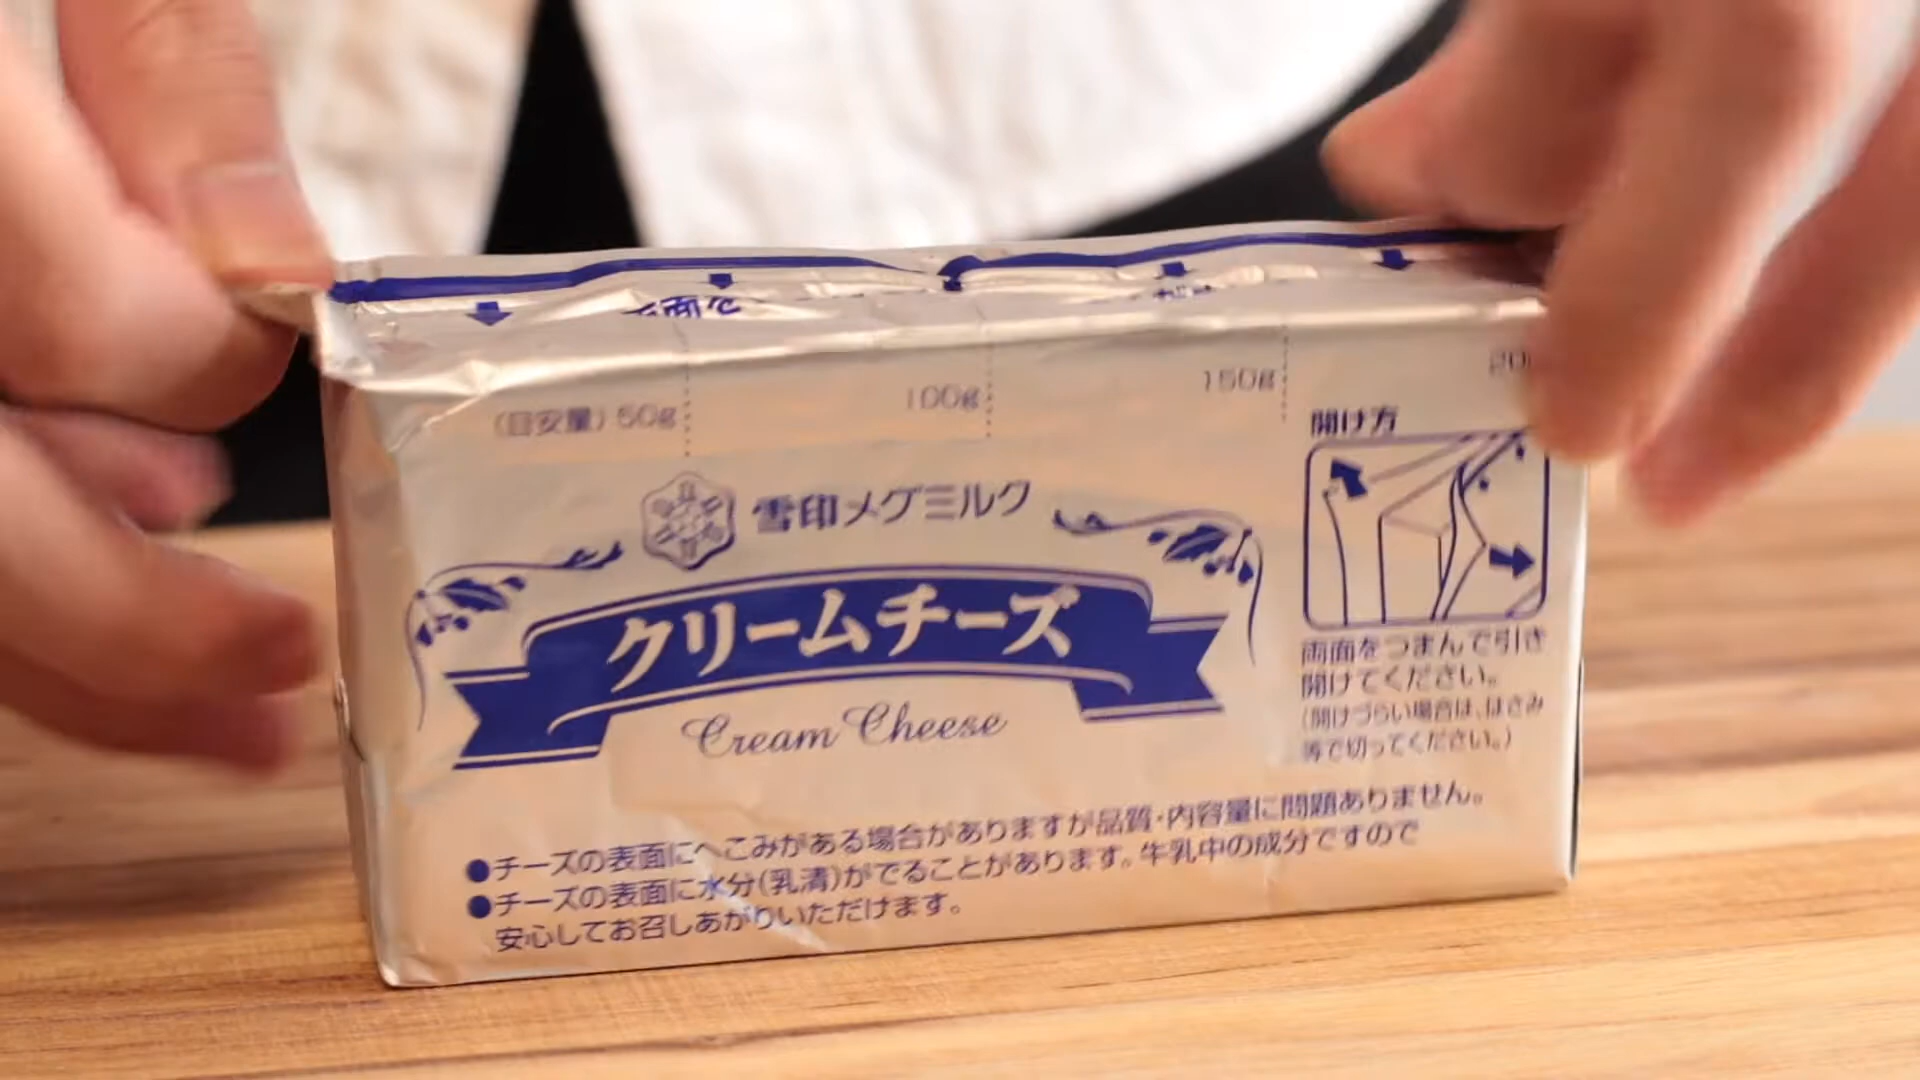 (目安量) 50g
100g
150g
雪印メグミルク
クリームチーズ
Cream Cheese
開け方
両面をつまんで引き
開けてください。
(開けづらい場合は、はさみ
等で切ってください。)
●チーズの表面にへこみがある場合がありますが品質・内容量に問題ありません。
●チーズの表面に水分(乳清)がでることがあります。牛乳中の成分ですので
安心してお召しあがりいただけます。